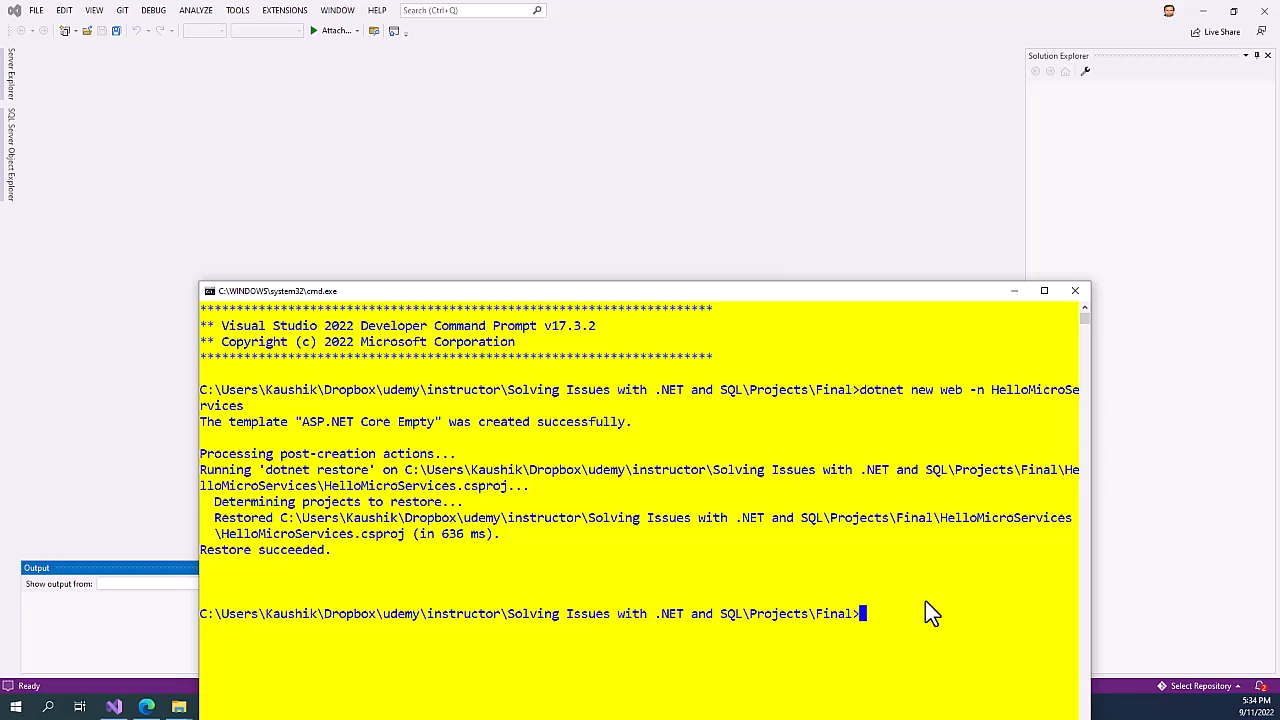 FILE EDIT VIEW GIT DEBUG ANALYZE TOOLS EXTENSIONS WINDOW HELP Search (Ctrl+Q)
Attach...
Live Share
Server Explorer
SQL Server Object Explorer
Solution Explorer
C:\WINDOWS\system32\cmd.exe
**********************************************************************
** Visual Studio 2022 Developer Command Prompt v17.3.2
** Copyright (c) 2022 Microsoft Corporation
**********************************************************************
C:\Users\Kaushik\Dropbox\udemy\instructor\Solving Issues with .NET and SQL\Projects\Final>dotnet new web -n HelloMicroSe
rvices
The template "ASP.NET Core Empty" was created successfully.
Processing post-creation actions...
Running 'dotnet restore' on C:\Users\Kaushik\Dropbox\udemy\instructor\Solving Issues with .NET and SQL\Projects\Final\He
lloMicroServices\HelloMicroServices.csproj...
Determining projects to restore...
Restored C:\Users\Kaushik\Dropbox\udemy\instructor\Solving Issues with .NET and SQL\Projects\Final\HelloMicroServices
\HelloMicroServices.csproj (in 636 ms).
Restore succeeded.
C:\Users\Kaushik\Dropbox\udemy\instructor\Solving Issues with .NET and SQL\Projects\Final>
Output
Show output from:
Ready
Select Repository
2
5:34 PM
9/11/2022